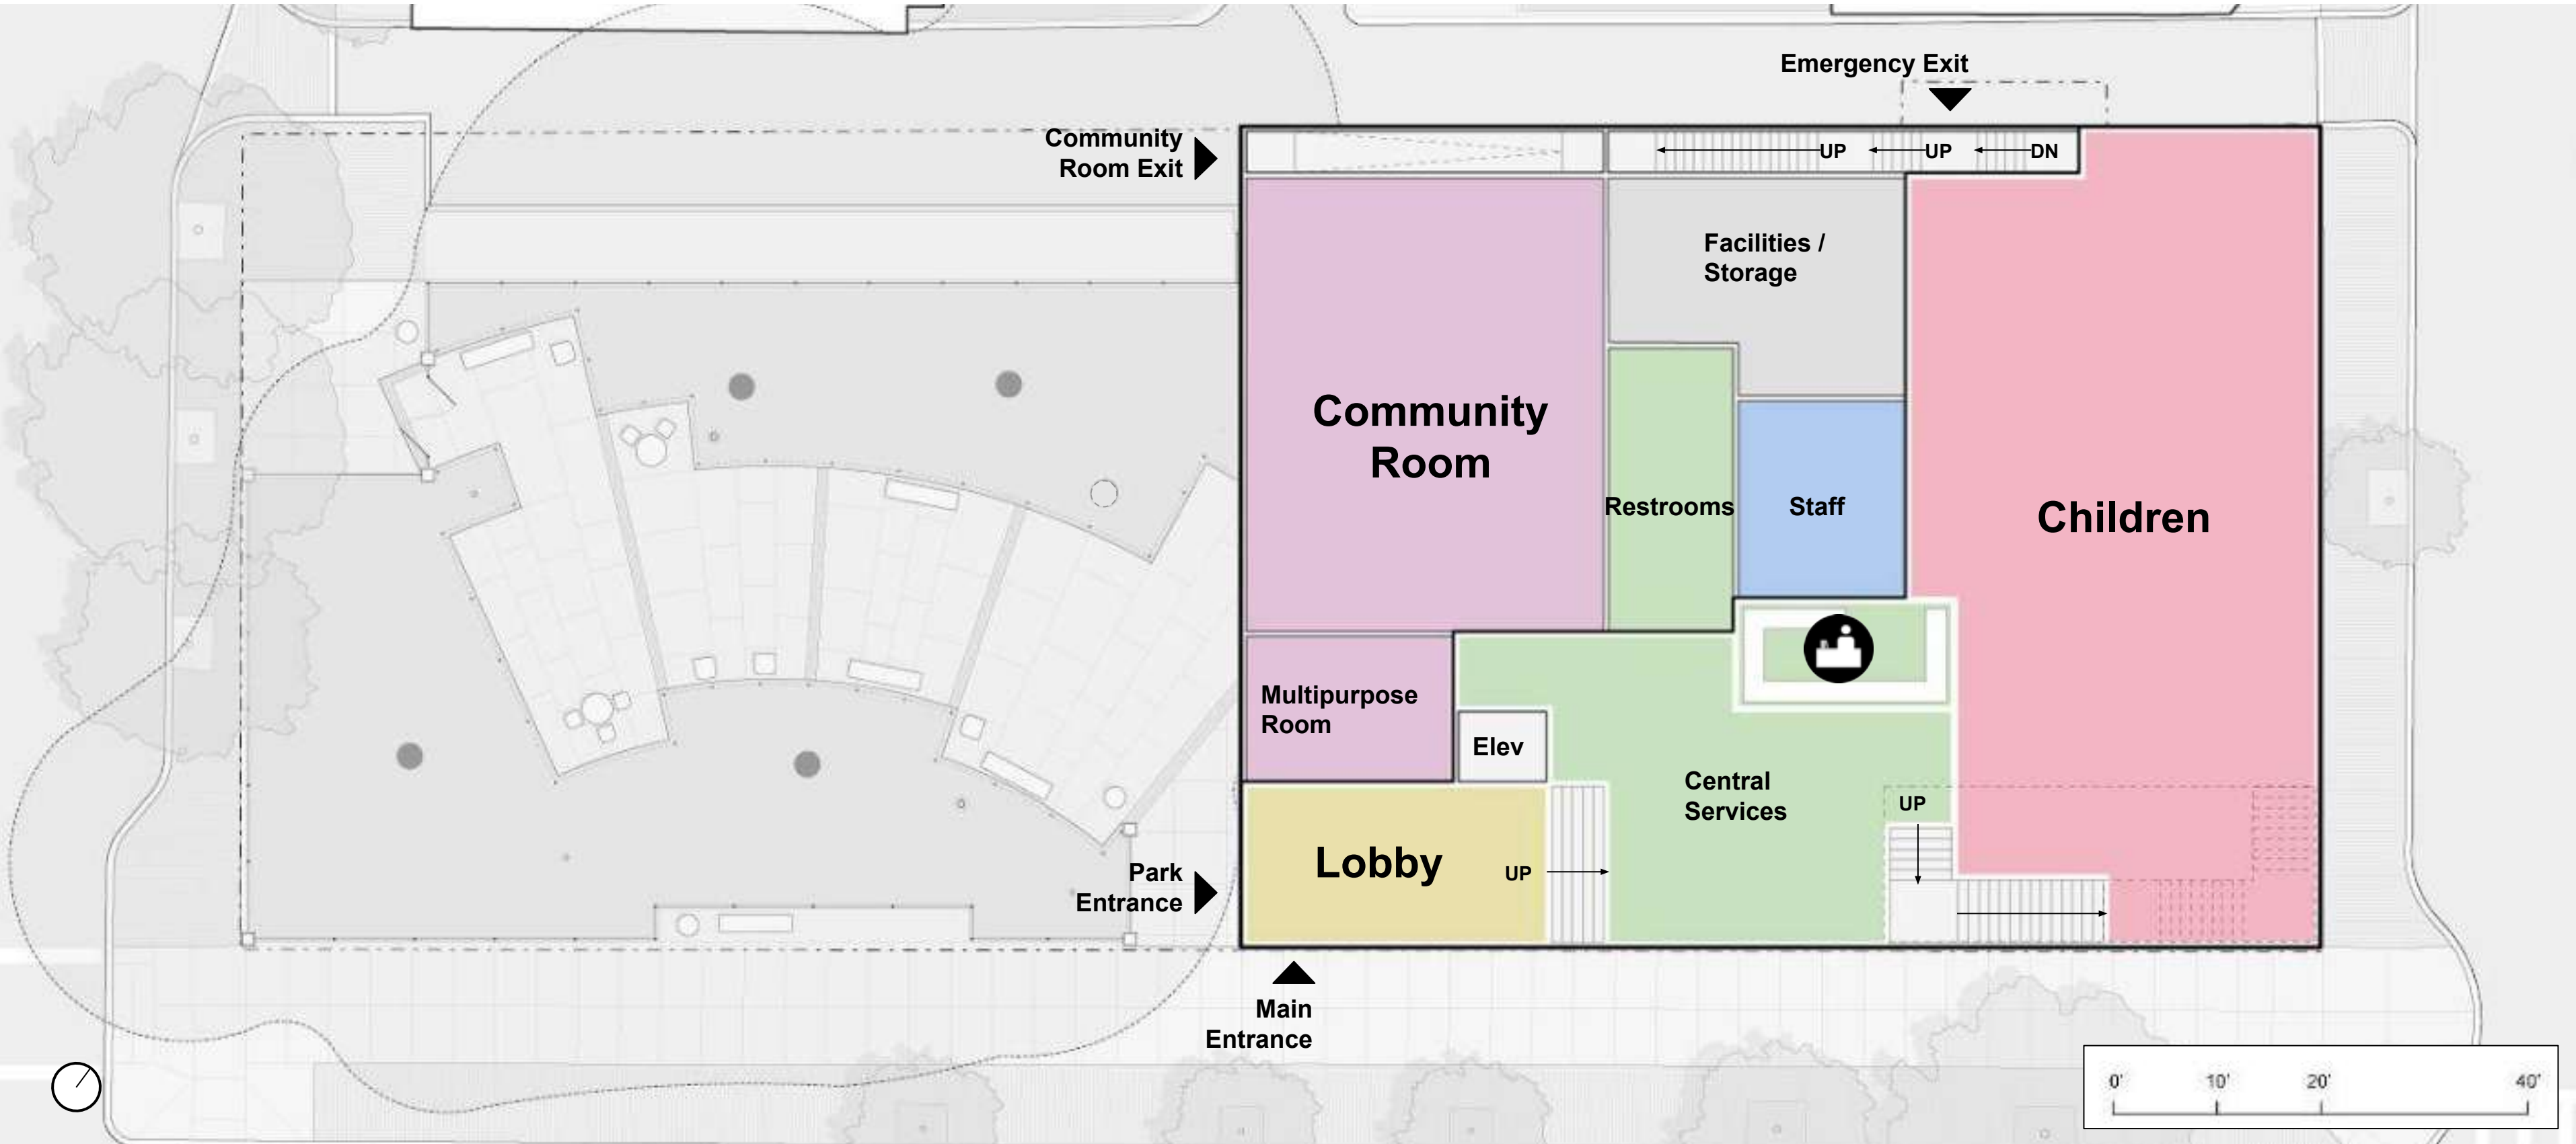 Emergency Exit
Community
Room Exit
UP
UP
DN
Facilities /
Storage
Community
Room
Restrooms
Staff
Children
Multipurpose
Room
Elev
Central
Services
UP
Lobby
UP
Park
Entrance
Main
Entrance
0'
10'
20'
40'